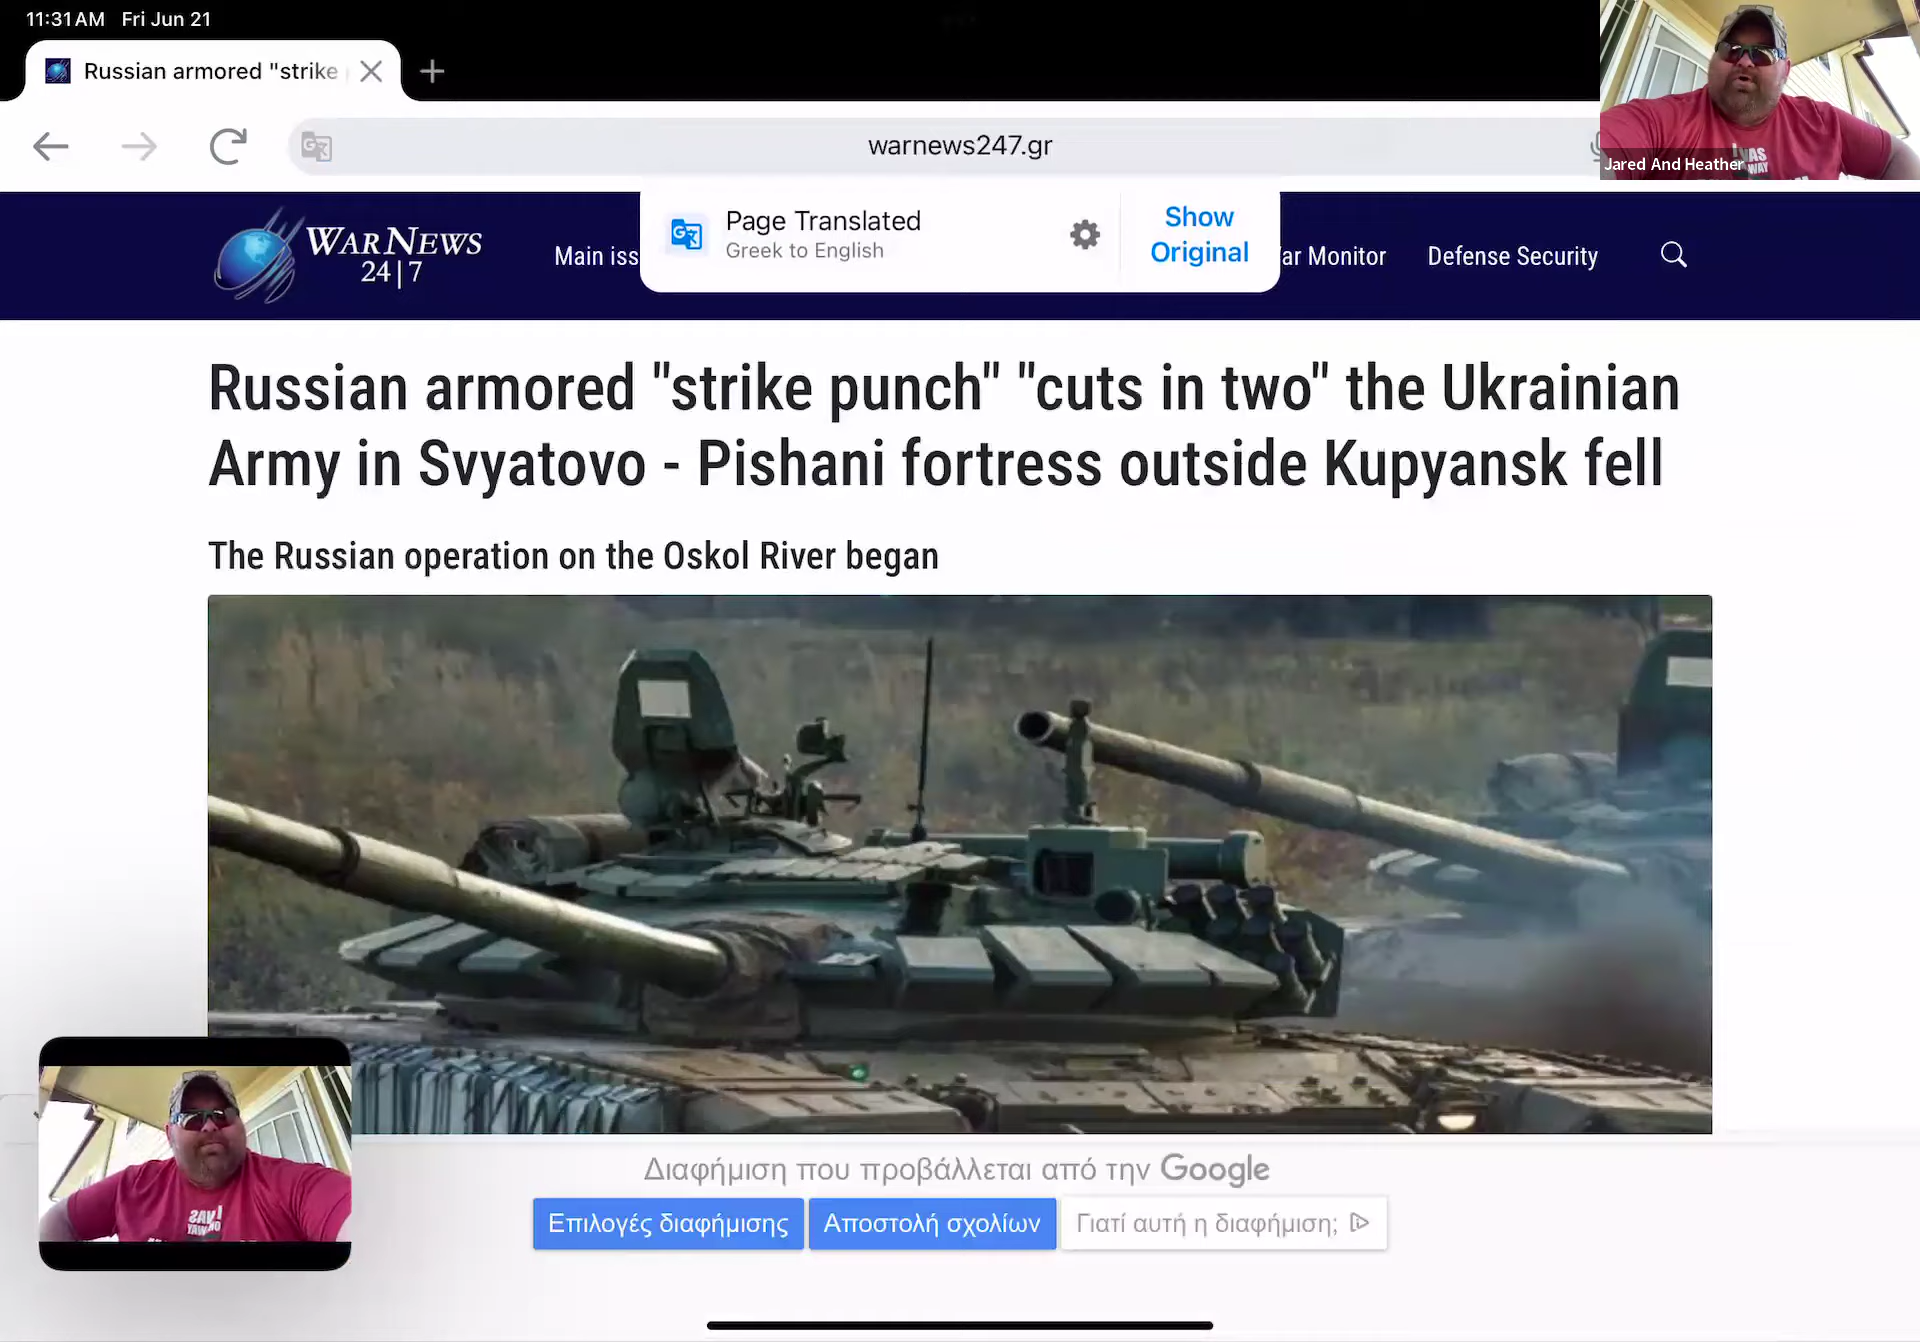 11:31 AM Fri Jun 21
Russian armored "strike
warnews247.gr
Jared And Heather
WARNEWS
24|7
Main iss
Page Translated
Greek to English
Show
Original
ar Monitor
Defense Security
Russian armored "strike punch" "cuts in two" the Ukrainian
Army in Svyatovo - Pishani fortress outside Kupyansk fell
The Russian operation on the Oskol River began
Διαφήμιση που προβάλλεται από την Google
Επιλογές διαφήμισης
Αποστολή σχολίων
Γιατί αυτή η διαφήμιση;